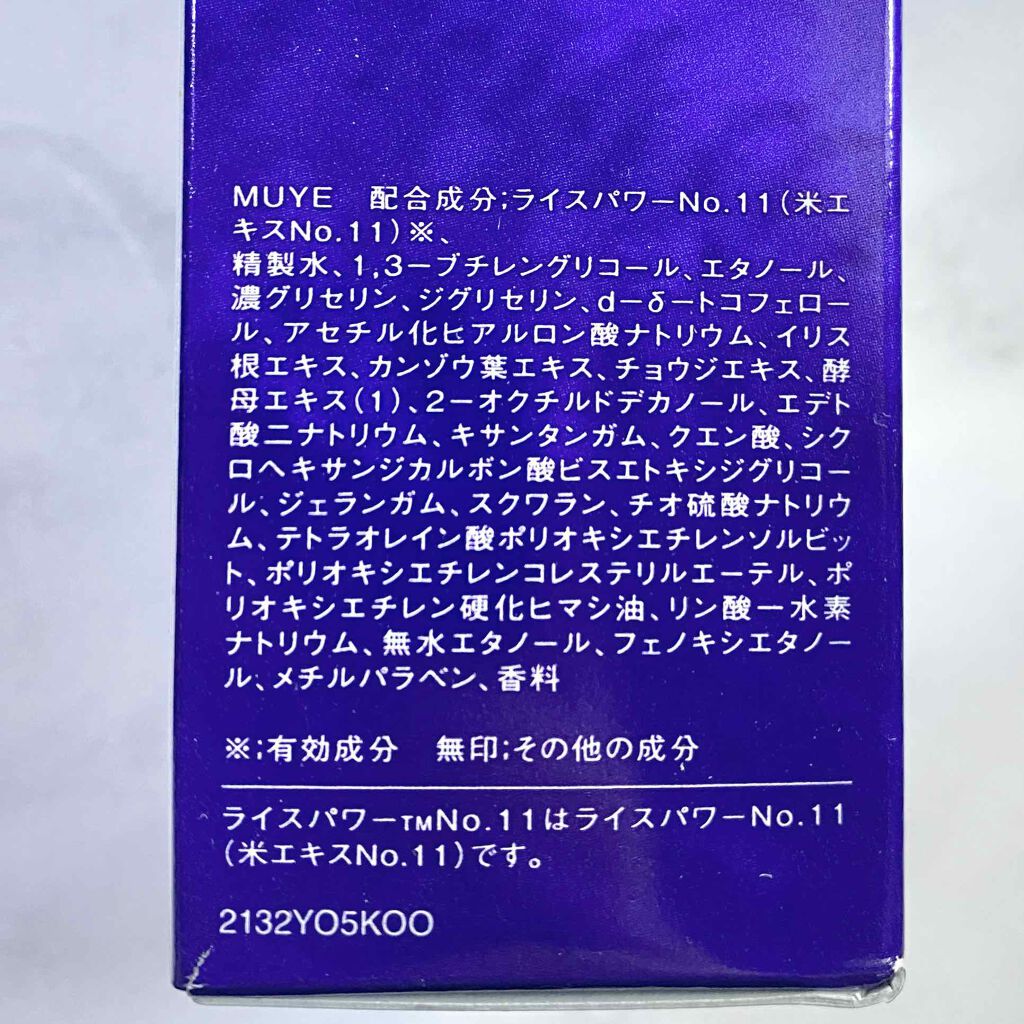 MUYE 配合成分;ライスパワーNo.11(米エ
キスNo.11)※、
精製水、1,3ーブチレングリコール、エタノール、
濃グリセリン、ジグリセリン、dーδートコフェロー
ル、アセチル化ヒアルロン酸ナトリウム、イリス
根エキス、カンゾウ葉エキス、チョウジエキス、酵
母エキス(1)、2ーオクチルドデカノール、エデト
酸二ナトリウム、キサンタンガム、クエン酸、シク
ロヘキサンジカルボン酸ビスエトキシジグリコー
ル、ジェランガム、スクワラン、チオ硫酸ナトリウ
ム、テトラオレイン酸ポリオキシエチレンソルビッ
ト、ポリオキシエチレンコレステリルエーテル、ポ
リオキシエチレン硬化ヒマシ油、リン酸一水素
ナトリウム、無水エタノール、フェノキシエタノー
ル、メチルパラベン、香料
※;有効成分 無印;その他の成分
ライスパワー™No.11はライスパワーNo.11
(米エキスNo.11)です。
2132YO5KOO